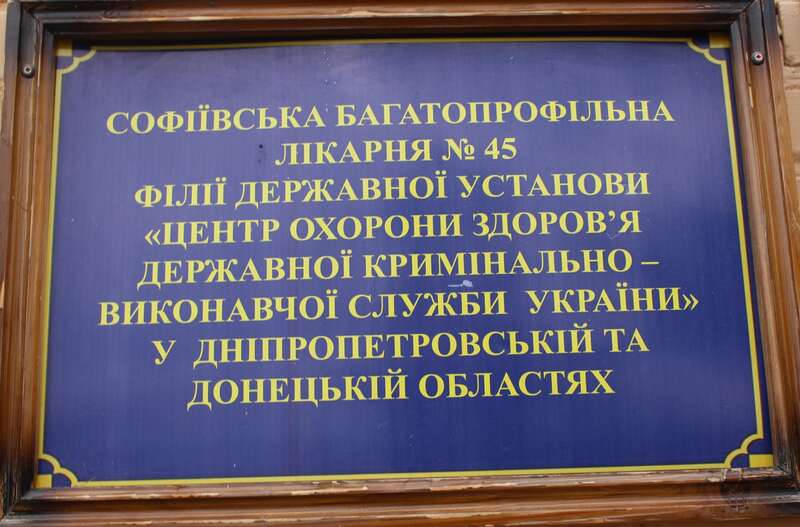 СОФІЇВСЬКА БАГАТОПРОФІЛЬНА
ЛІКАРНЯ № 45
ФІЛІЇ ДЕРЖАВНОЇ УСТАНОВИ
«ЦЕНТР ОХОРОНИ ЗДОРОВ’Я
ДЕРЖАВНОЇ КРИМІНАЛЬНО –
ВИКОНАВЧОЇ СЛУЖБИ УКРАЇНИ»
У ДНІПРОПЕТРОВСЬКІЙ ТА
ДОНЕЦЬКІЙ ОБЛАСТЯХ